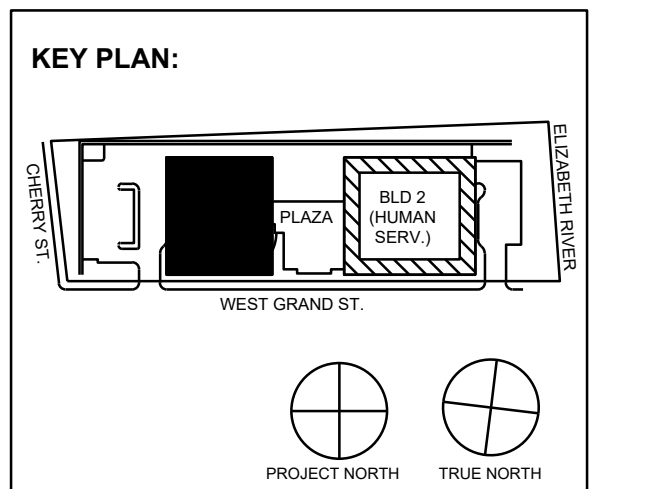 KEY PLAN:
CHERRY ST.
PLAZA
BLD 2
(HUMAN
SERV.)
ELIZABETH RIVER
WEST GRAND ST.
PROJECT NORTH
TRUE NORTH